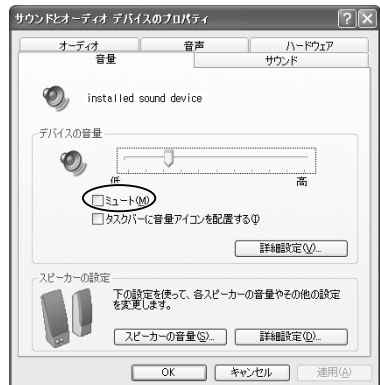 サウンドとオーディオ デバイスのプロパティ
オーディオ 音声 ハードウェア
音量 サウンド
installed sound device
デバイスの音量
低 高
ミュート(M)
タスクバーに音量アイコンを配置する(I)
詳細設定(V)...
スピーカーの設定
下の設定を使って、各スピーカーの音量やその他の設定
を変更します。
スピーカーの音量(S)... 詳細設定(D)...
OK キャンセル 適用(A)